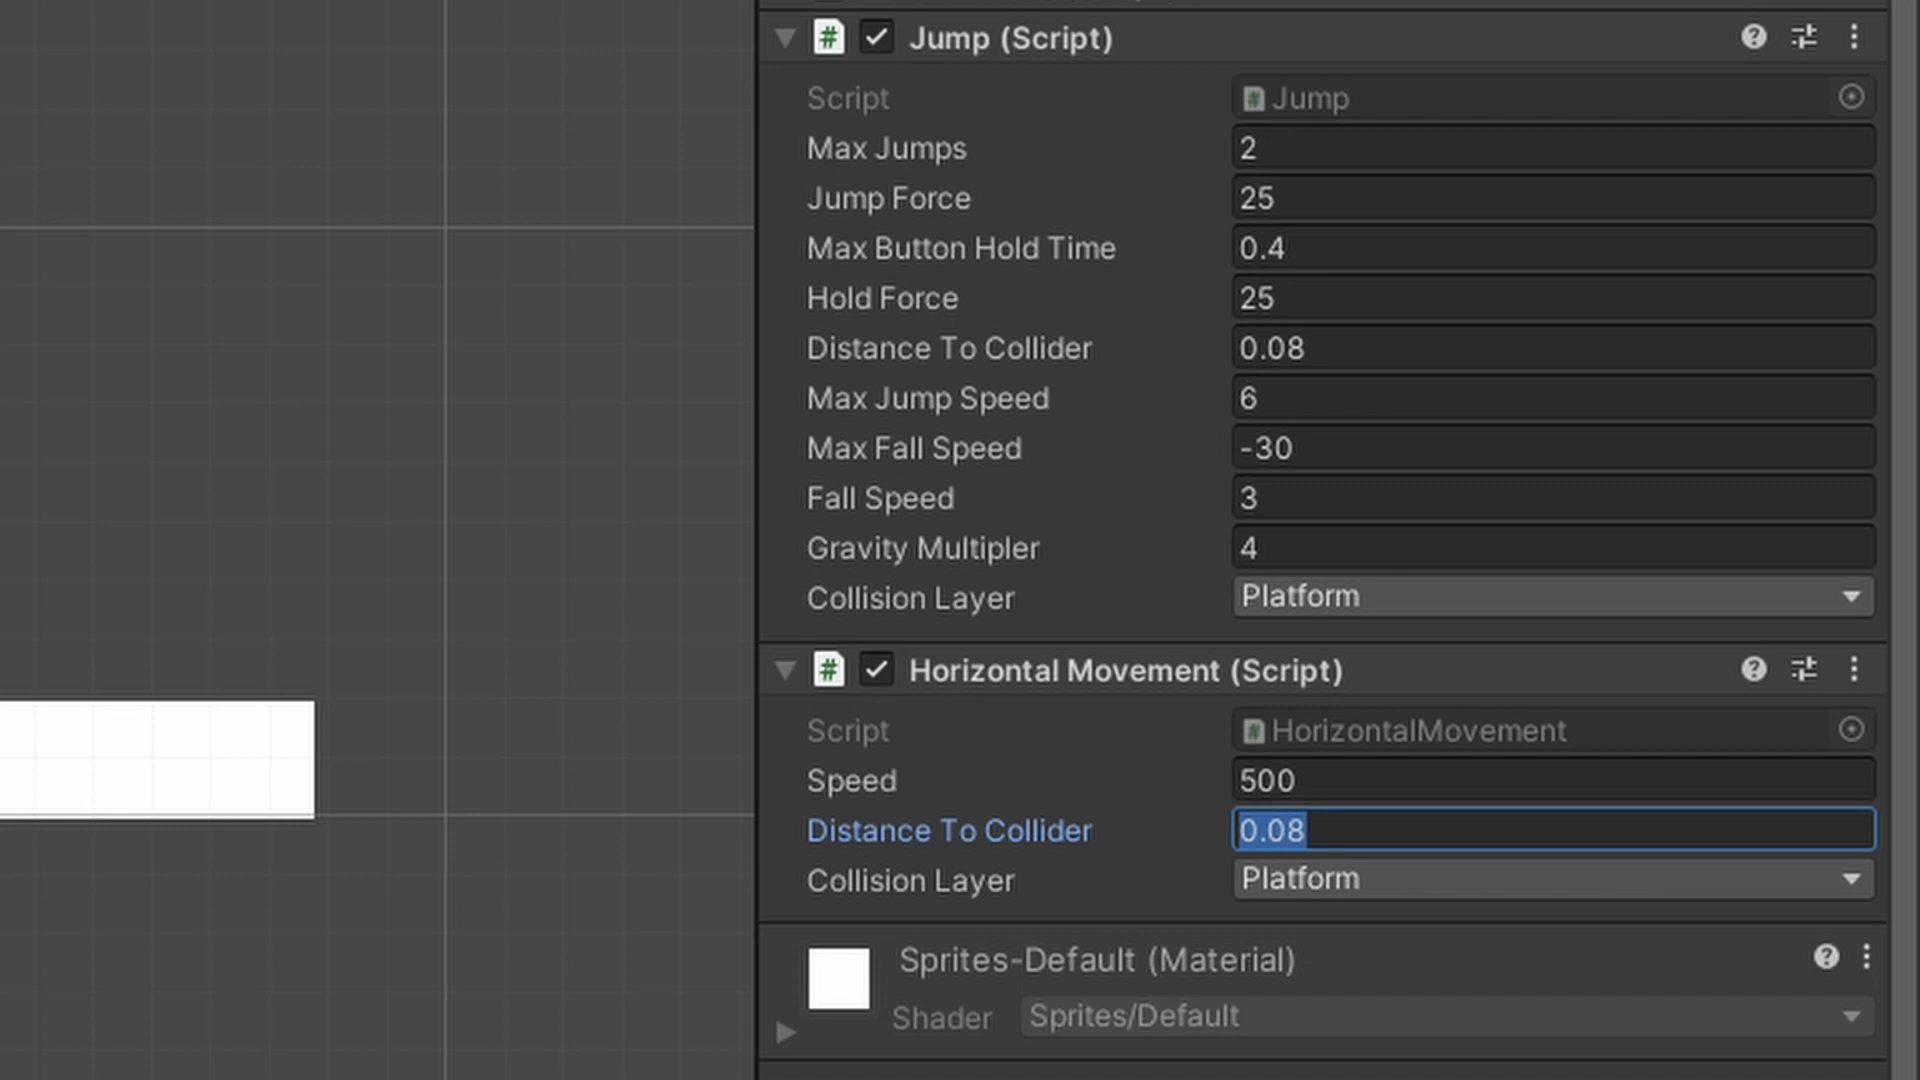 Jump (Script)
Script Jump
Max Jumps 2
Jump Force 25
Max Button Hold Time 0.4
Hold Force 25
Distance To Collider 0.08
Max Jump Speed 6
Max Fall Speed -30
Fall Speed 3
Gravity Multipler 4
Collision Layer Platform
Horizontal Movement (Script)
Script HorizontalMovement
Speed 500
Distance To Collider 0.08
Collision Layer Platform
Sprites-Default (Material)
Shader Sprites/Default